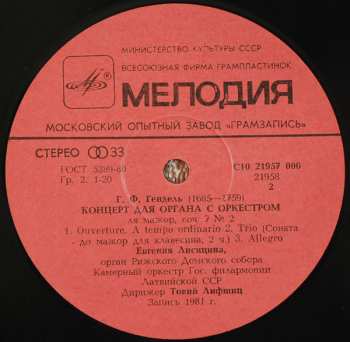 МИНИСТЕРСТВО КУЛЬТУРЫ СССР
ВСЕСОЮЗНАЯ ФИРМА ГРАМПЛАСТИНОК
МЕЛОДИЯ
МОСКОВСКИЙ ОПЫТНЫЙ ЗАВОД «ГРАМЗАПИСЬ»
СТЕРЕО 33
ГОСТ 5289-80
Гр. 2. 1-20
С10 21957 006
21958
2
Г. Ф. Гендель (1685—1759)
КОНЦЕРТ ДЛЯ ОРГАНА С ОРКЕСТРОМ
ля мажор, соч. 7 № 2
1. Ouverture. A tempo ordinario 2. Trio (Соната
до мажор для клавесина, 2 ч.) 3. Allegro
Евгения Лисицина,
орган Рижского Домского собора
Камерный оркестр Гос. филармонии
Латвийской ССР
Дирижер Товий Лифшиц
Запись 1981 г.